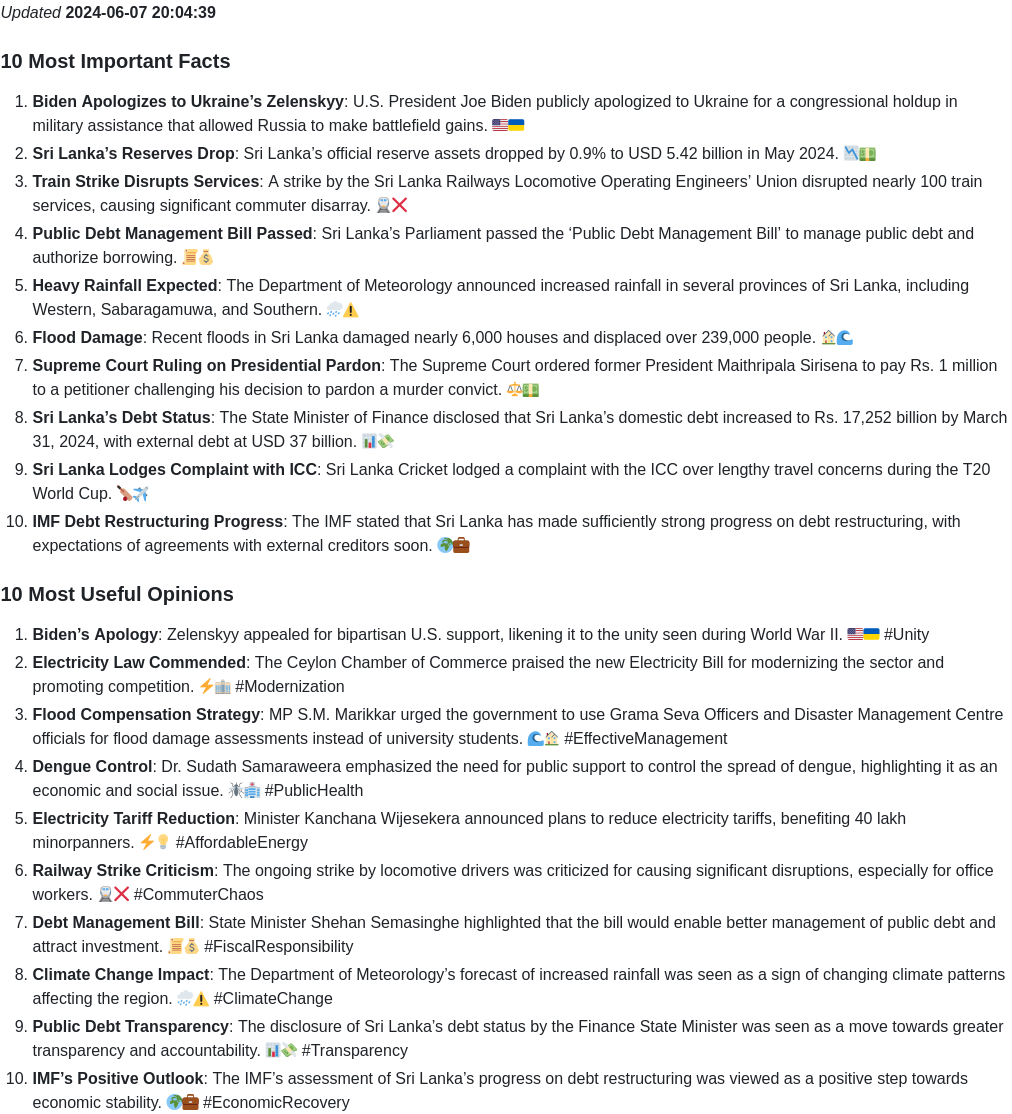 Updated 2024-06-07 20:04:39
10 Most Important Facts
1. Biden Apologizes to Ukraine’s Zelenskyy: U.S. President Joe Biden publicly apologized to Ukraine for a congressional holdup in
military assistance that allowed Russia to make battlefield gains. 🇺🇸🇺🇦
2. Sri Lanka’s Reserves Drop: Sri Lanka’s official reserve assets dropped by 0.9% to USD 5.42 billion in May 2024. 📉💵
3. Train Strike Disrupts Services: A strike by the Sri Lanka Railways Locomotive Operating Engineers’ Union disrupted nearly 100 train
services, causing significant commuter disarray. 🚆❌
4. Public Debt Management Bill Passed: Sri Lanka’s Parliament passed the ‘Public Debt Management Bill’ to manage public debt and
authorize borrowing. 📜💰
5. Heavy Rainfall Expected: The Department of Meteorology announced increased rainfall in several provinces of Sri Lanka, including
Western, Sabaragamuwa, and Southern. 🌧️⚠️
6. Flood Damage: Recent floods in Sri Lanka damaged nearly 6,000 houses and displaced over 239,000 people. 🏠🌊
7. Supreme Court Ruling on Presidential Pardon: The Supreme Court ordered former President Maithripala Sirisena to pay Rs. 1 million
to a petitioner challenging his decision to pardon a murder convict. ⚖️💵
8. Sri Lanka’s Debt Status: The State Minister of Finance disclosed that Sri Lanka’s domestic debt increased to Rs. 17,252 billion by March
31, 2024, with external debt at USD 37 billion. 📊💸
9. Sri Lanka Lodges Complaint with ICC: Sri Lanka Cricket lodged a complaint with the ICC over lengthy travel concerns during the T20
World Cup. 🏏✈️
10. IMF Debt Restructuring Progress: The IMF stated that Sri Lanka has made sufficiently strong progress on debt restructuring, with
expectations of agreements with external creditors soon. 🌍💼
10 Most Useful Opinions
1. Biden’s Apology: Zelenskyy appealed for bipartisan U.S. support, likening it to the unity seen during World War II. 🇺🇸🇺🇦 #Unity
2. Electricity Law Commended: The Ceylon Chamber of Commerce praised the new Electricity Bill for modernizing the sector and
promoting competition. ⚡🏦 #Modernization
3. Flood Compensation Strategy: MP S.M. Marikkar urged the government to use Grama Seva Officers and Disaster Management Centre
officials for flood damage assessments instead of university students. 🌊🏠 #EffectiveManagement
4. Dengue Control: Dr. Sudath Samaraweera emphasized the need for public support to control the spread of dengue, highlighting it as an
economic and social issue. 🦟🏥 #PublicHealth
5. Electricity Tariff Reduction: Minister Kanchana Wijesekera announced plans to reduce electricity tariffs, benefiting 40 lakh
minorpanners. ⚡💡 #AffordableEnergy
6. Railway Strike Criticism: The ongoing strike by locomotive drivers was criticized for causing significant disruptions, especially for office
workers. 🚆❌ #CommuterChaos
7. Debt Management Bill: State Minister Shehan Semasinghe highlighted that the bill would enable better management of public debt and
attract investment. 📜💰 #FiscalResponsibility
8. Climate Change Impact: The Department of Meteorology’s forecast of increased rainfall was seen as a sign of changing climate patterns
affecting the region. 🌧️⚠️ #ClimateChange
9. Public Debt Transparency: The disclosure of Sri Lanka’s debt status by the Finance State Minister was seen as a move towards greater
transparency and accountability. 📊💸 #Transparency
10. IMF’s Positive Outlook: The IMF’s assessment of Sri Lanka’s progress on debt restructuring was viewed as a positive step towards
economic stability. 🌍💼 #EconomicRecovery